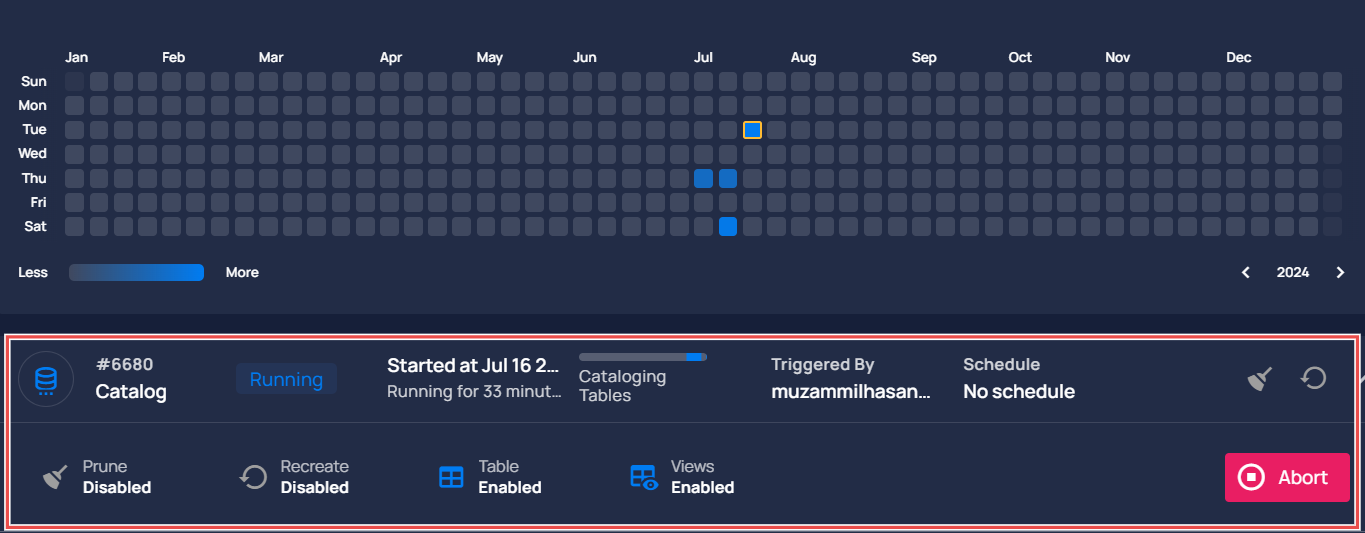 Jan Feb Mar Apr May Jun Jul Aug Sep Oct Nov Dec
Sun
Mon
Tue
Wed
Thu
Fri
Sat
Less More 2024
#6680
Catalog
Running
Started at Jul 16 2...
Running for 33 minut...
Cataloging
Tables
Triggered By
muzammilhasan...
Schedule
No schedule
Prune
Disabled
Recreate
Disabled
Table
Enabled
Views
Enabled
Abort